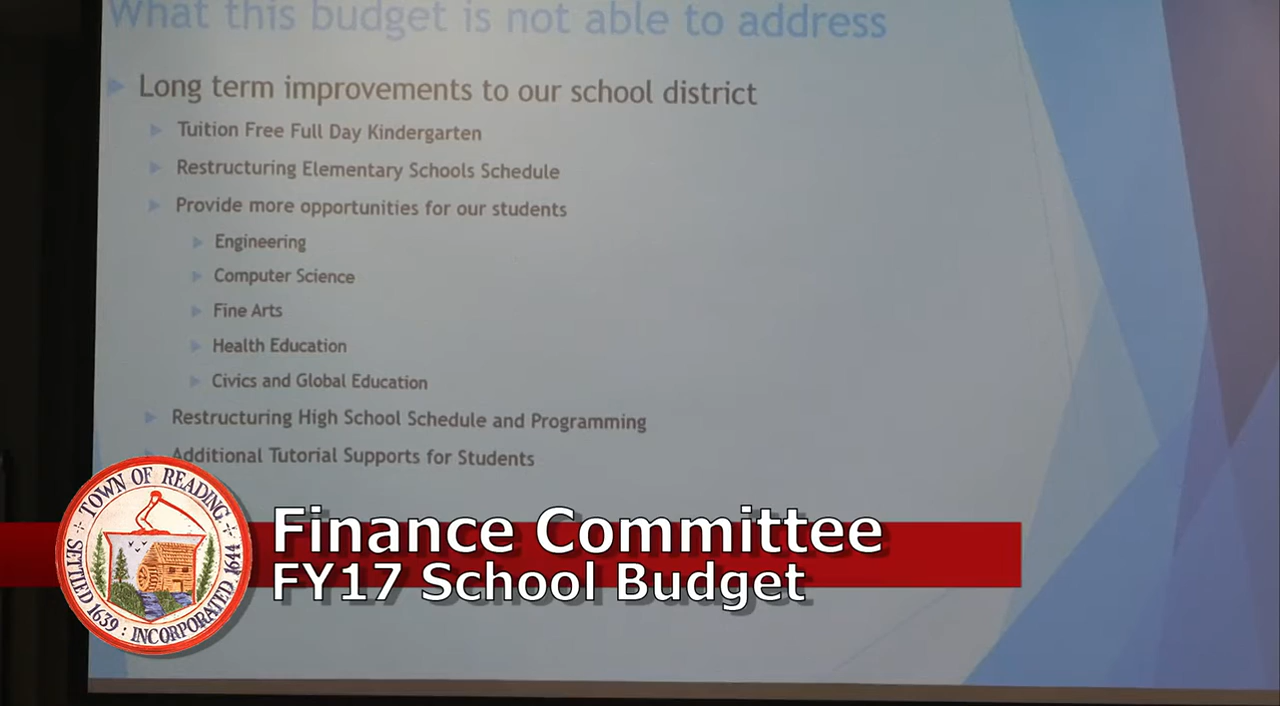 What this budget is not able to address
Long term improvements to our school district
Tuition Free Full Day Kindergarten
Restructuring Elementary Schools Schedule
Provide more opportunities for our students
Engineering
Computer Science
Fine Arts
Health Education
Civics and Global Education
Restructuring High School Schedule and Programming
Additional Tutorial Supports for Students
TOWN OF READING
SETTLED 1639 : INCORPORATED 1644
Finance Committee
FY17 School Budget